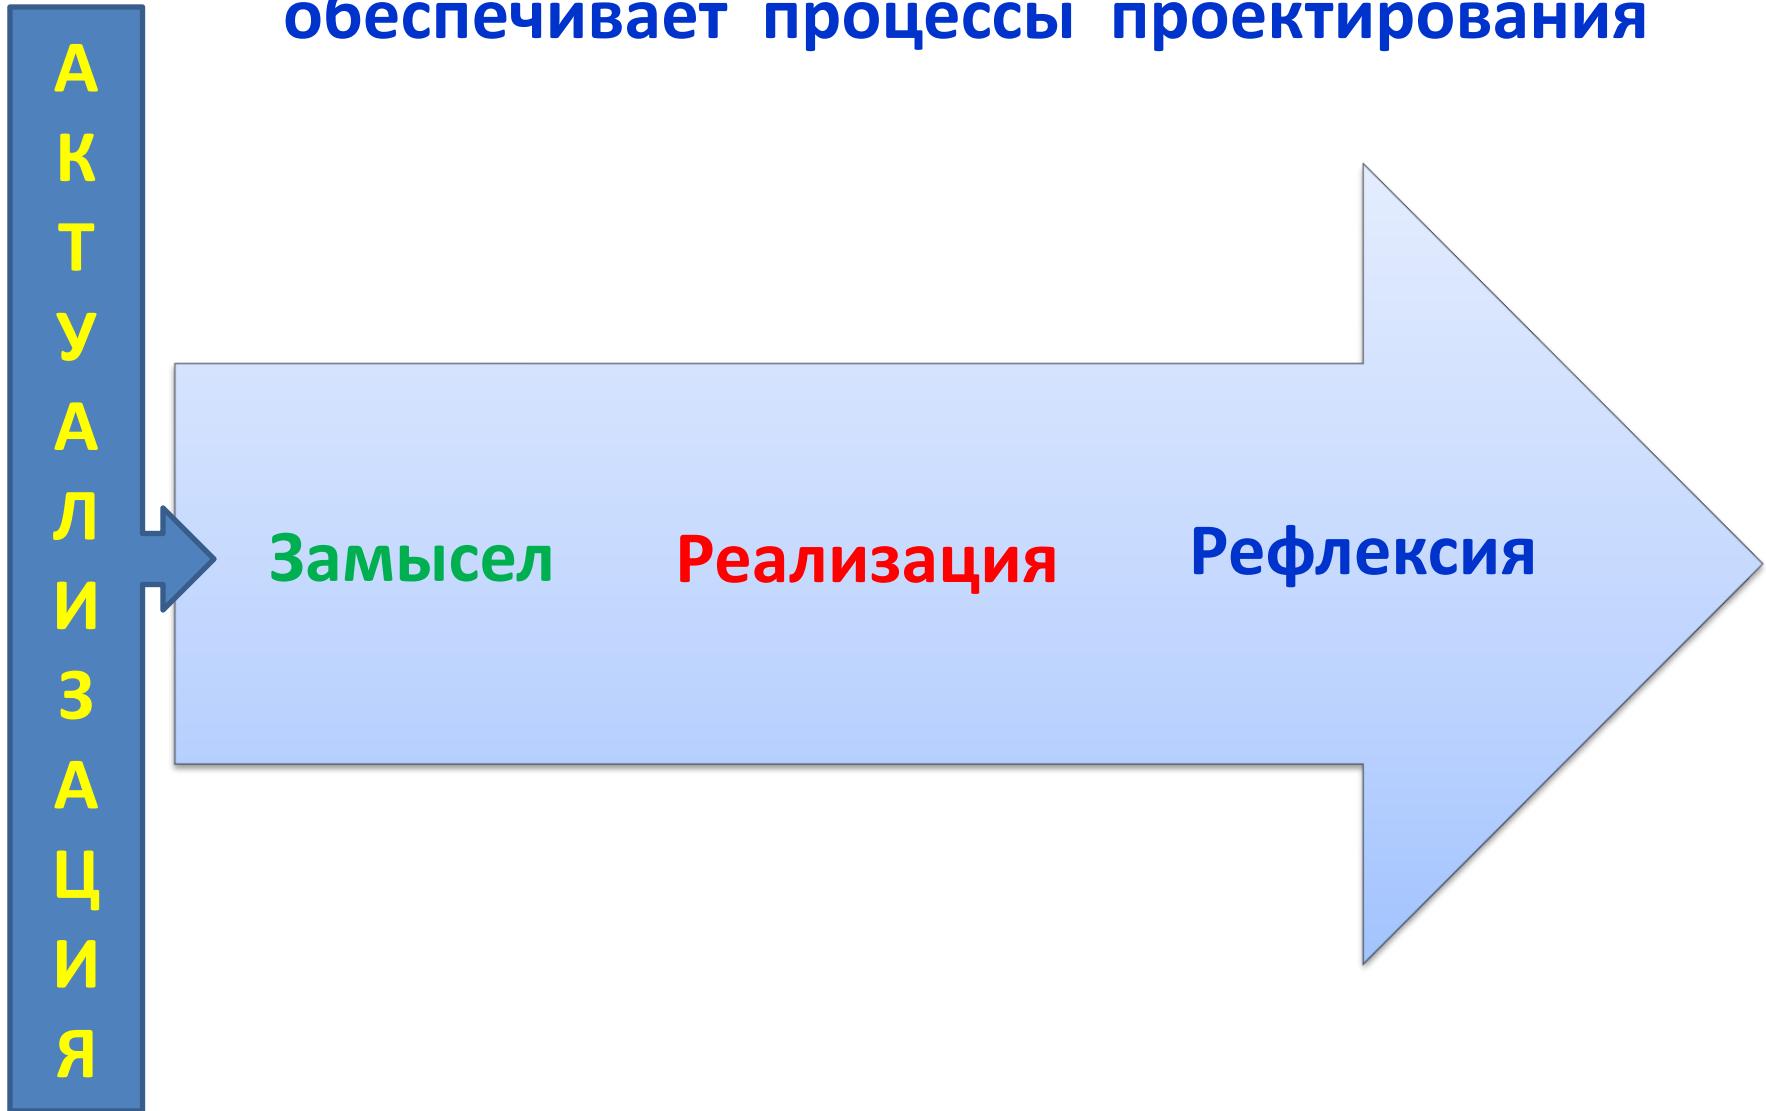 обеспечивает процессы проектирования
А
К
Т
У
А
Л
И
З
А
Ц
И
Я
Замысел Реализация Рефлексия